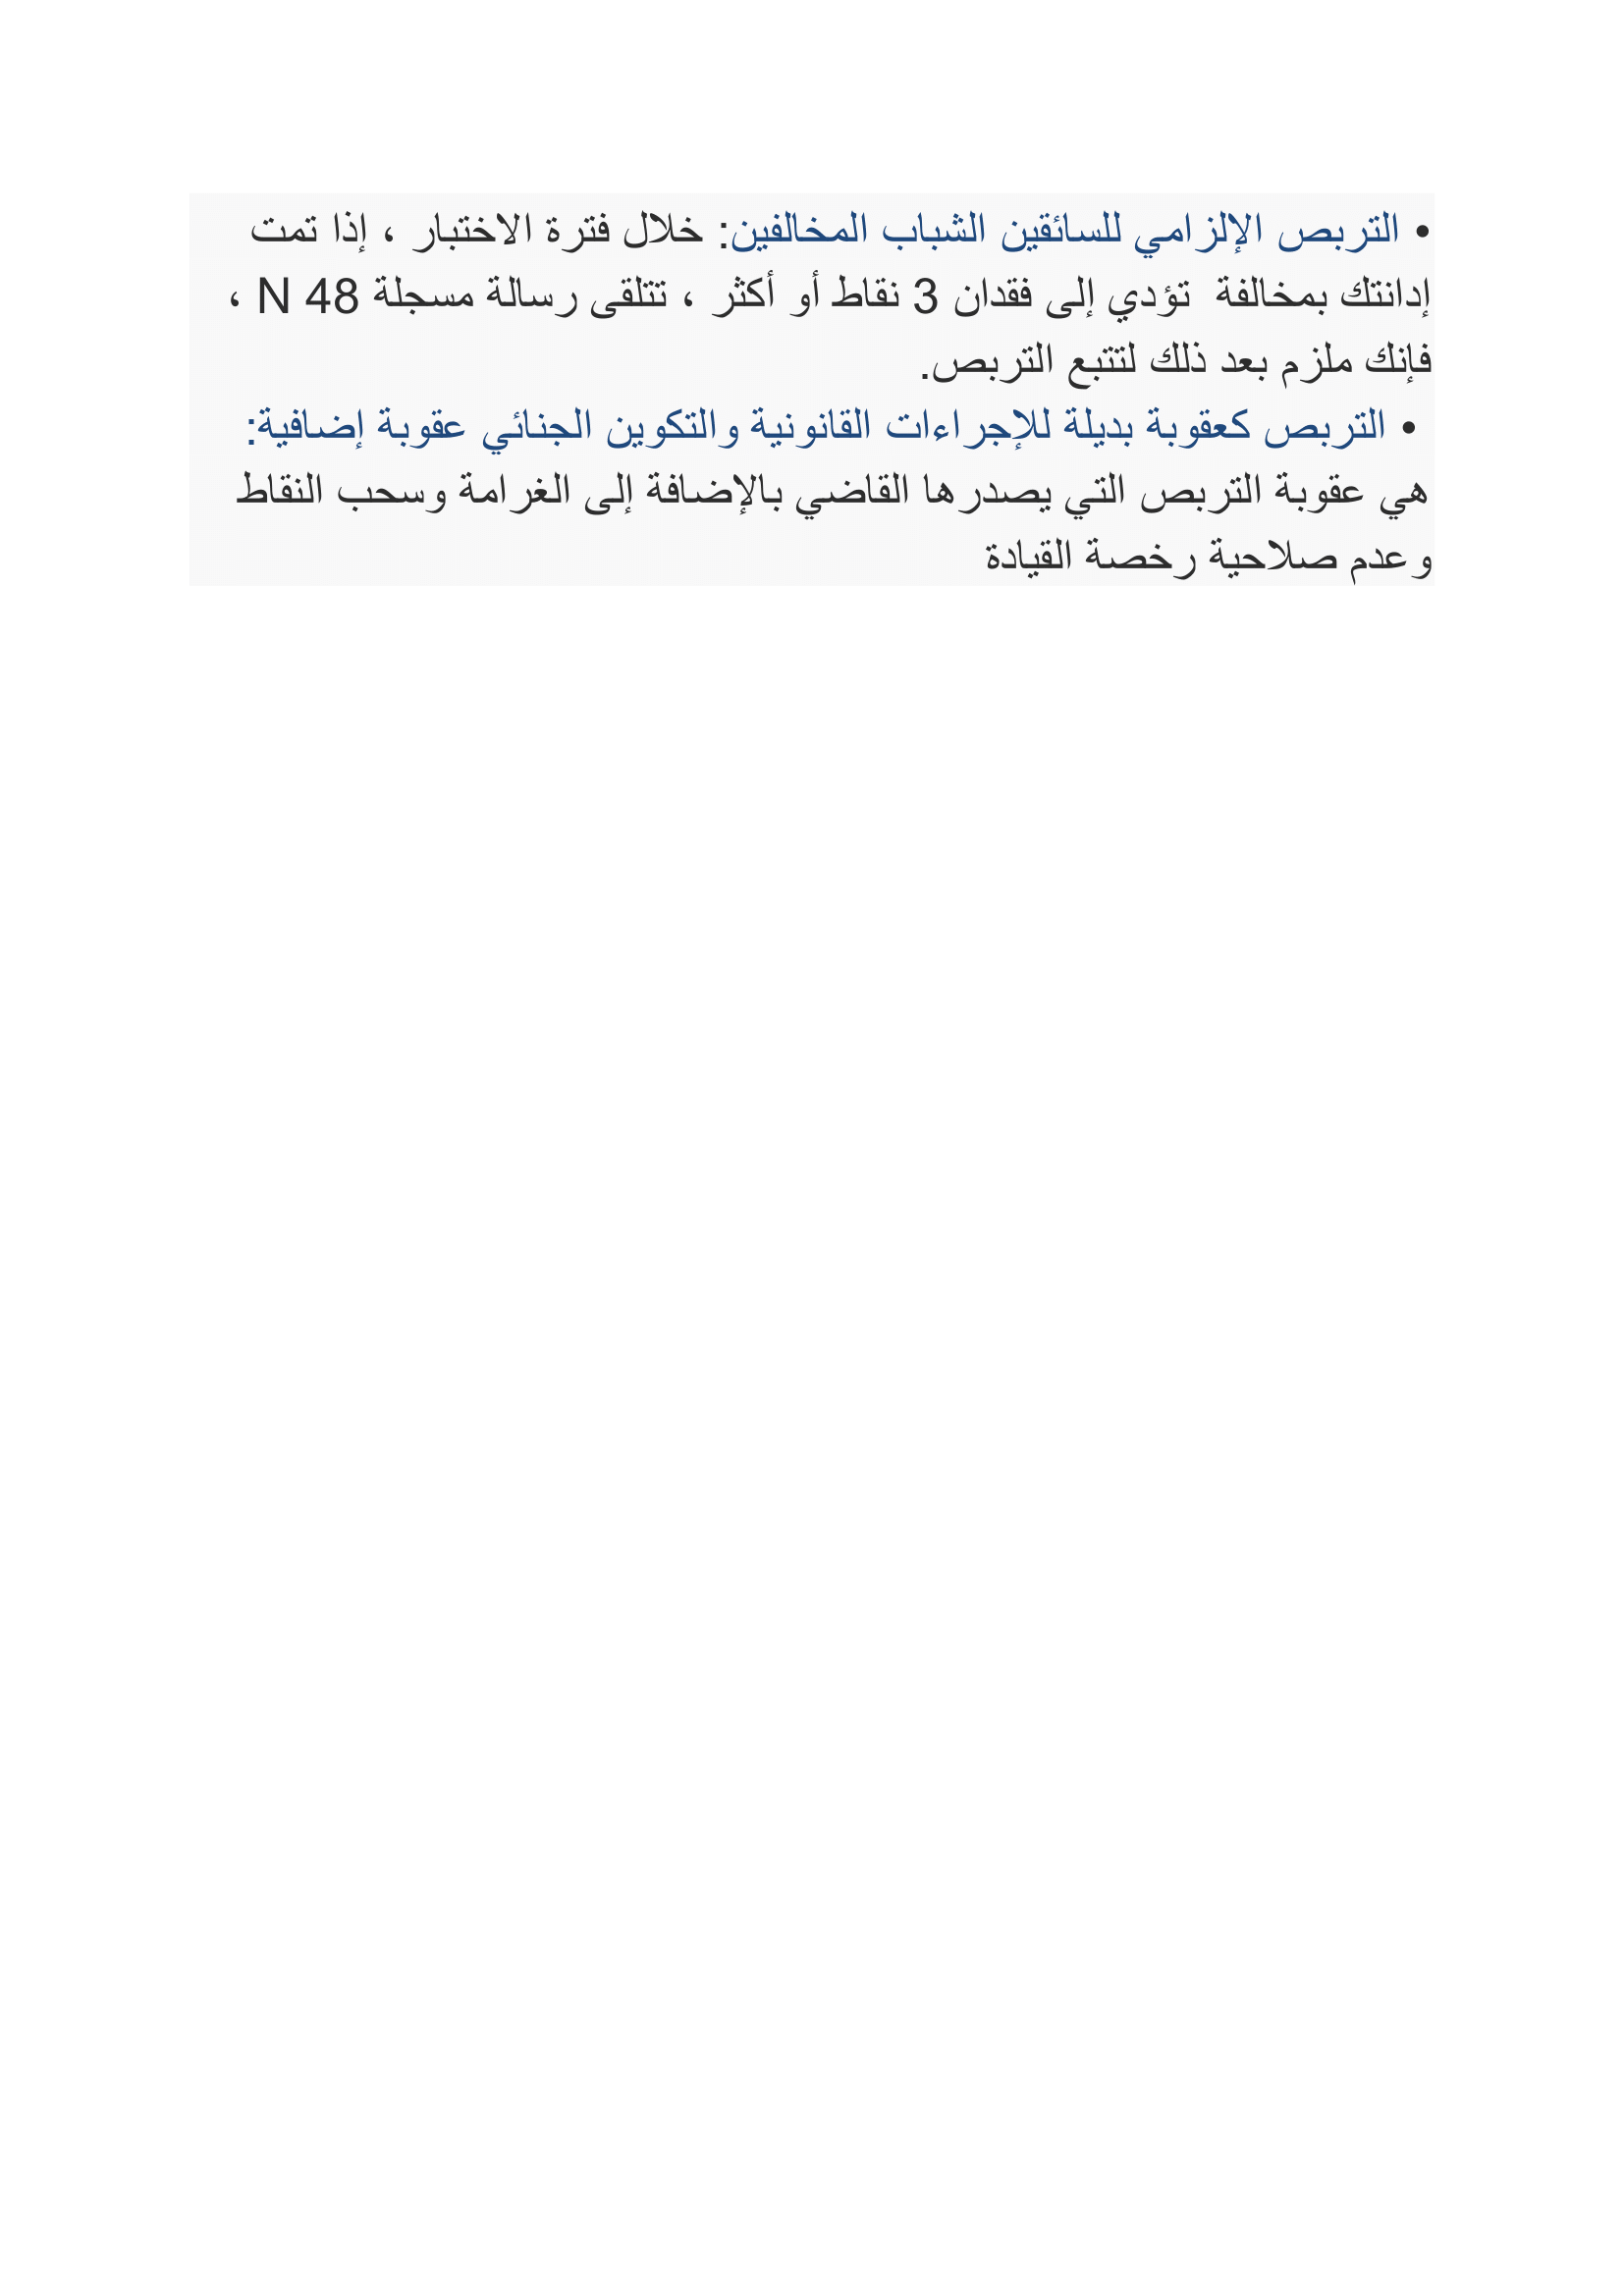 • التربص الإلزامي للسائقين الشباب المخالفين: خلال فترة الاختبار ، إذا تمت
إدانتك بمخالفة  تؤدي إلى فقدان 3 نقاط أو أكثر ، تتلقى رسالة مسجلة 48 N ،
فإنك ملزم بعد ذلك لتتبع التربص.
• التربص كعقوبة بديلة للإجراءات القانونية والتكوين الجنائي عقوبة إضافية:
هي عقوبة التربص التي يصدرها القاضي بالإضافة إلى الغرامة وسحب النقاط
وعدم صلاحية رخصة القيادة